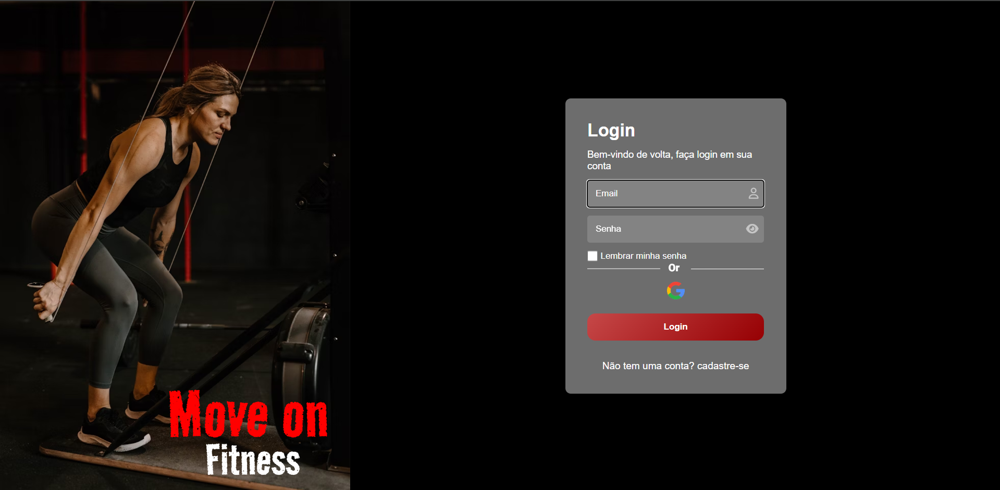 Move on
Fitness
Login
Bem-vindo de volta, faça login em sua
conta
Email
Senha
Lembrar minha senha
Or
Login
Não tem uma conta? cadastre-se